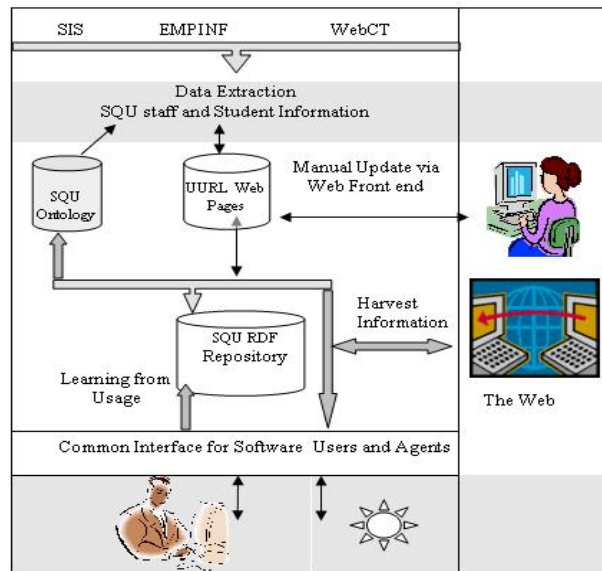 SIS EMPINF WebCT
Data Extraction
SQU staff and Student Information
SQU
Ontology
UURL Web
Pages
Manual Update via
Web Front end
SQU RDF
Repository
Harvest
Information
Learning from
Usage
The Web
Common Interface for Software Users and Agents